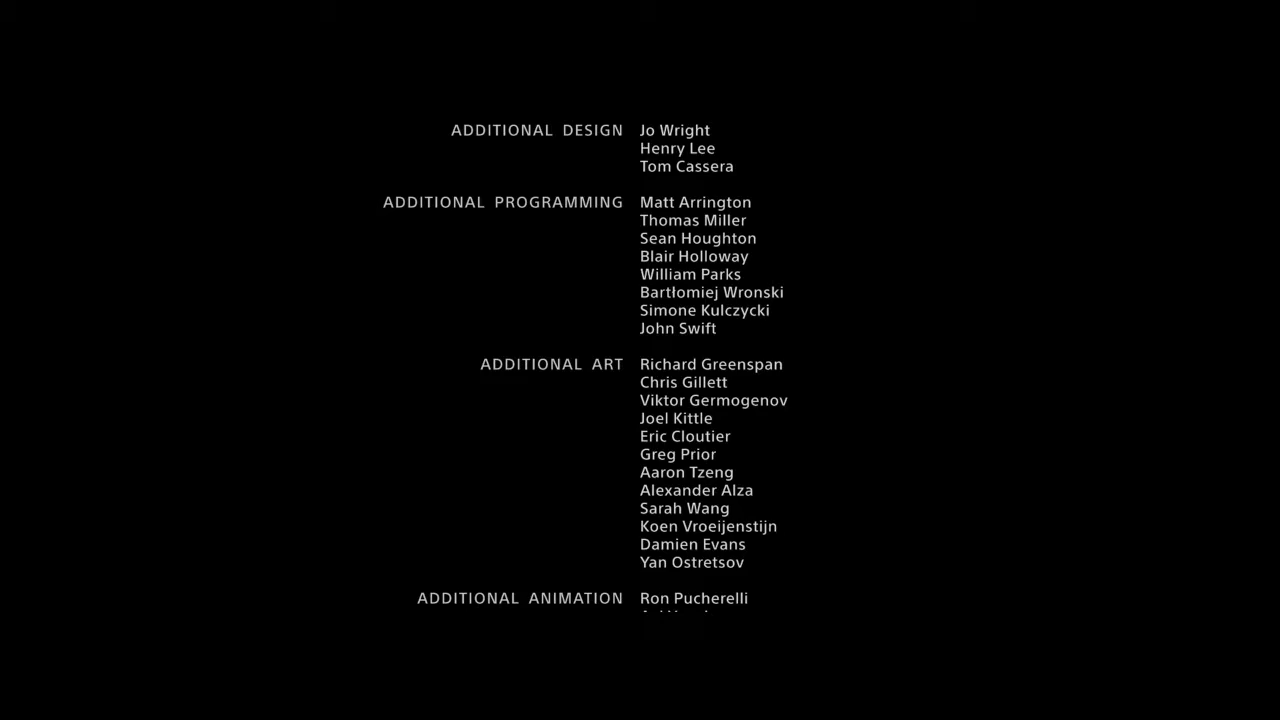 ADDITIONAL DESIGN Jo Wright
Henry Lee
Tom Cassera
ADDITIONAL PROGRAMMING Matt Arrington
Thomas Miller
Sean Houghton
Blair Holloway
William Parks
Bartłomiej Wronski
Simone Kulczycki
John Swift
ADDITIONAL ART Richard Greenspan
Chris Gillett
Viktor Germogenov
Joel Kittle
Eric Cloutier
Greg Prior
Aaron Tzeng
Alexander Alza
Sarah Wang
Koen Vroeijenstijn
Damien Evans
Yan Ostretsov
ADDITIONAL ANIMATION Ron Pucherelli